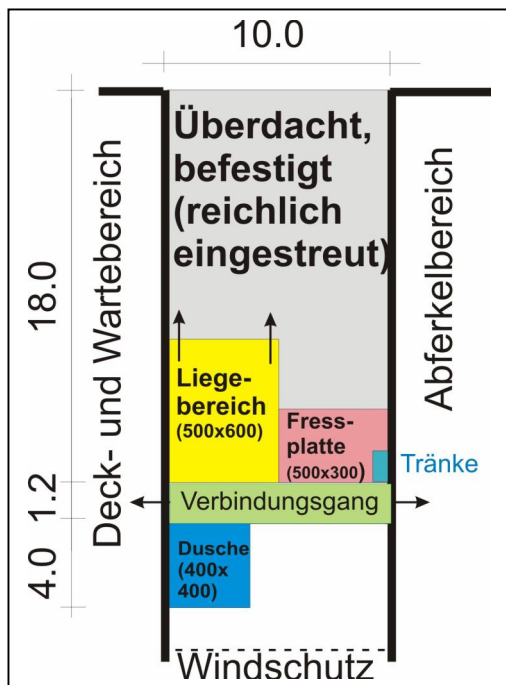 10.0
Überdacht,
befestigt
(reichlich
eingestreut)
18.0
Deck- und Wartebereich
Abferkelbereich
Liege-
bereich
(500x600)
Fress-
platte
(500x300)
Tränke
1.2
Verbindungsgang
4.0
Dusche
(400x
400)
Windschutz